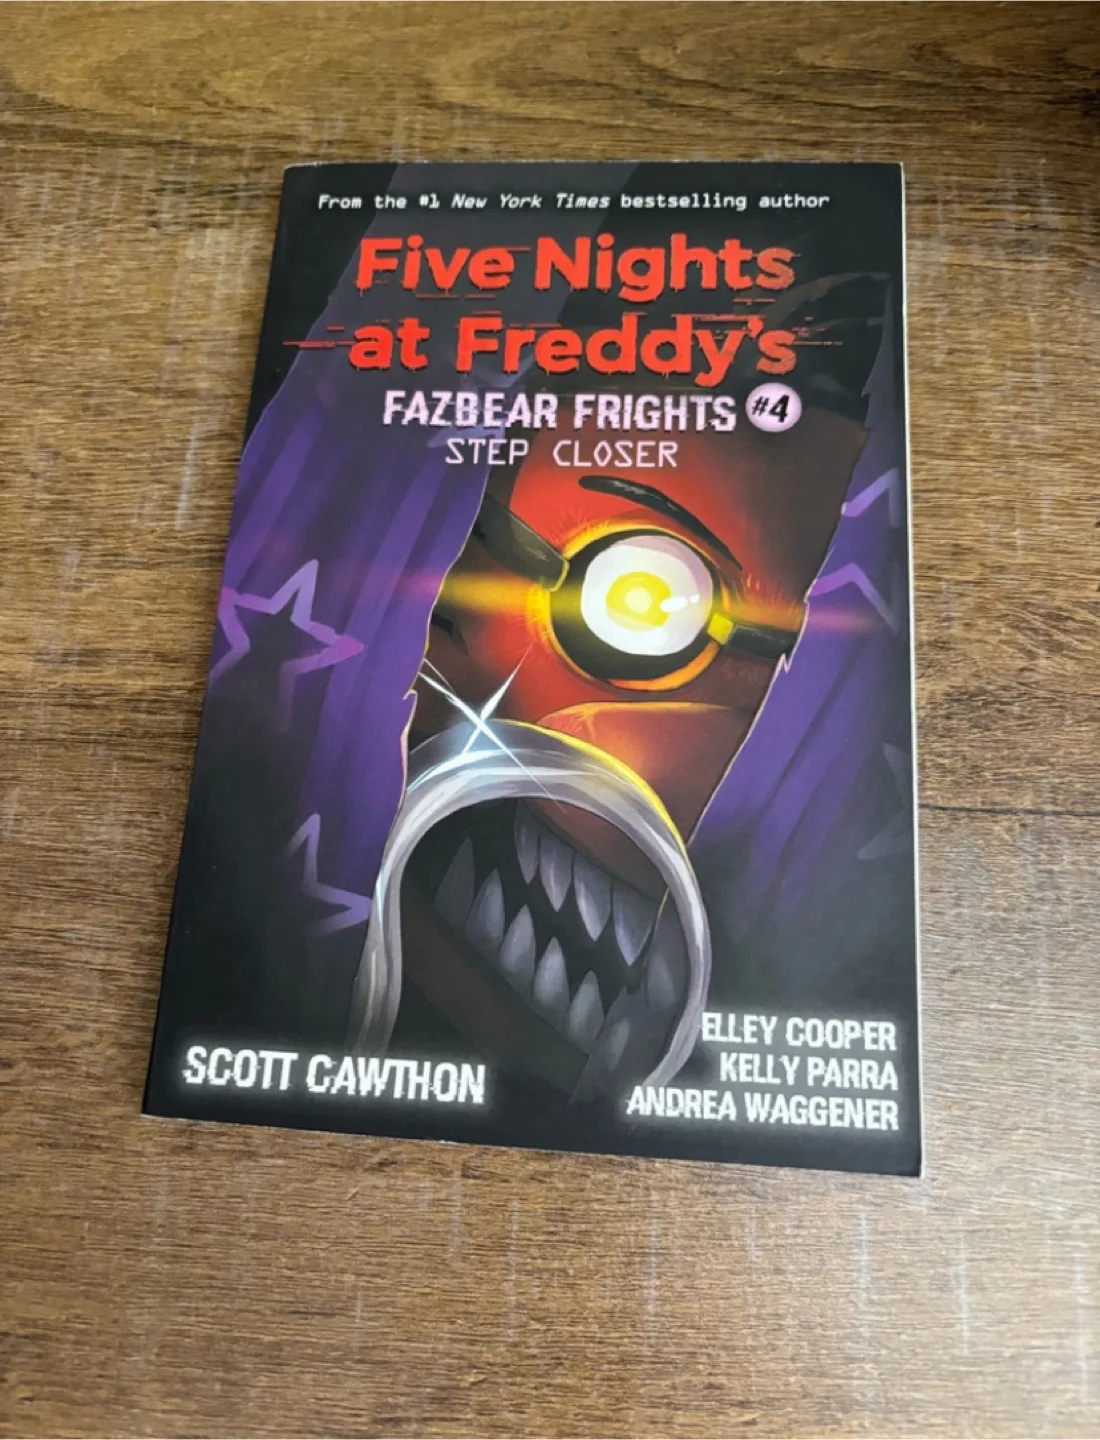 From the #1 New York Times bestselling author
Five Nights
at Freddy's
FAZBEAR FRIGHTS #4
STEP CLOSER
SCOTT CAWTHON
ELLEY COOPER
KELLY PARRA
ANDREA WAGGENER